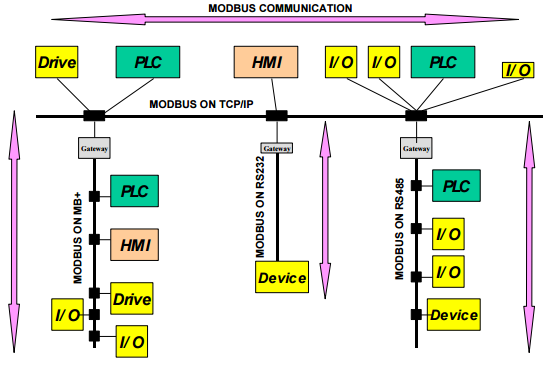 MODBUS COMMUNICATION
Drive
PLC
HMI
I/ O
I/ O
PLC
I/ O
MODBUS ON TCP/IP
Gateway
Gateway
Gateway
MODBUS ON MB+
MODBUS ON RS232
MODBUS ON RS485
PLC
HMI
Drive
I/ O
I/ O
Device
PLC
I/ O
I/ O
Device